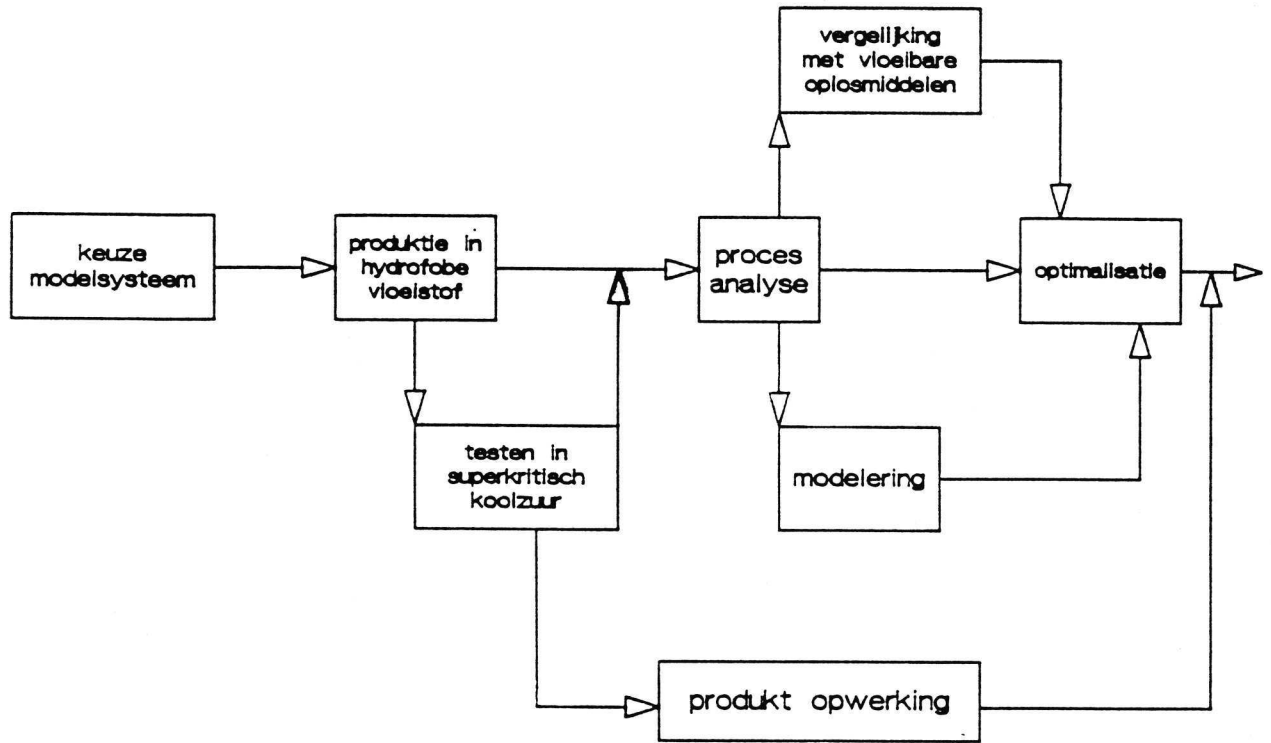 vergelijking
met vloeibare
oplosmiddelen
keuze
modelsysteem
produktie in
hydrofobe
vloeistof
proces
analyse
optimalisatie
testen in
superkritisch
koolzuur
modelering
produkt opwerking